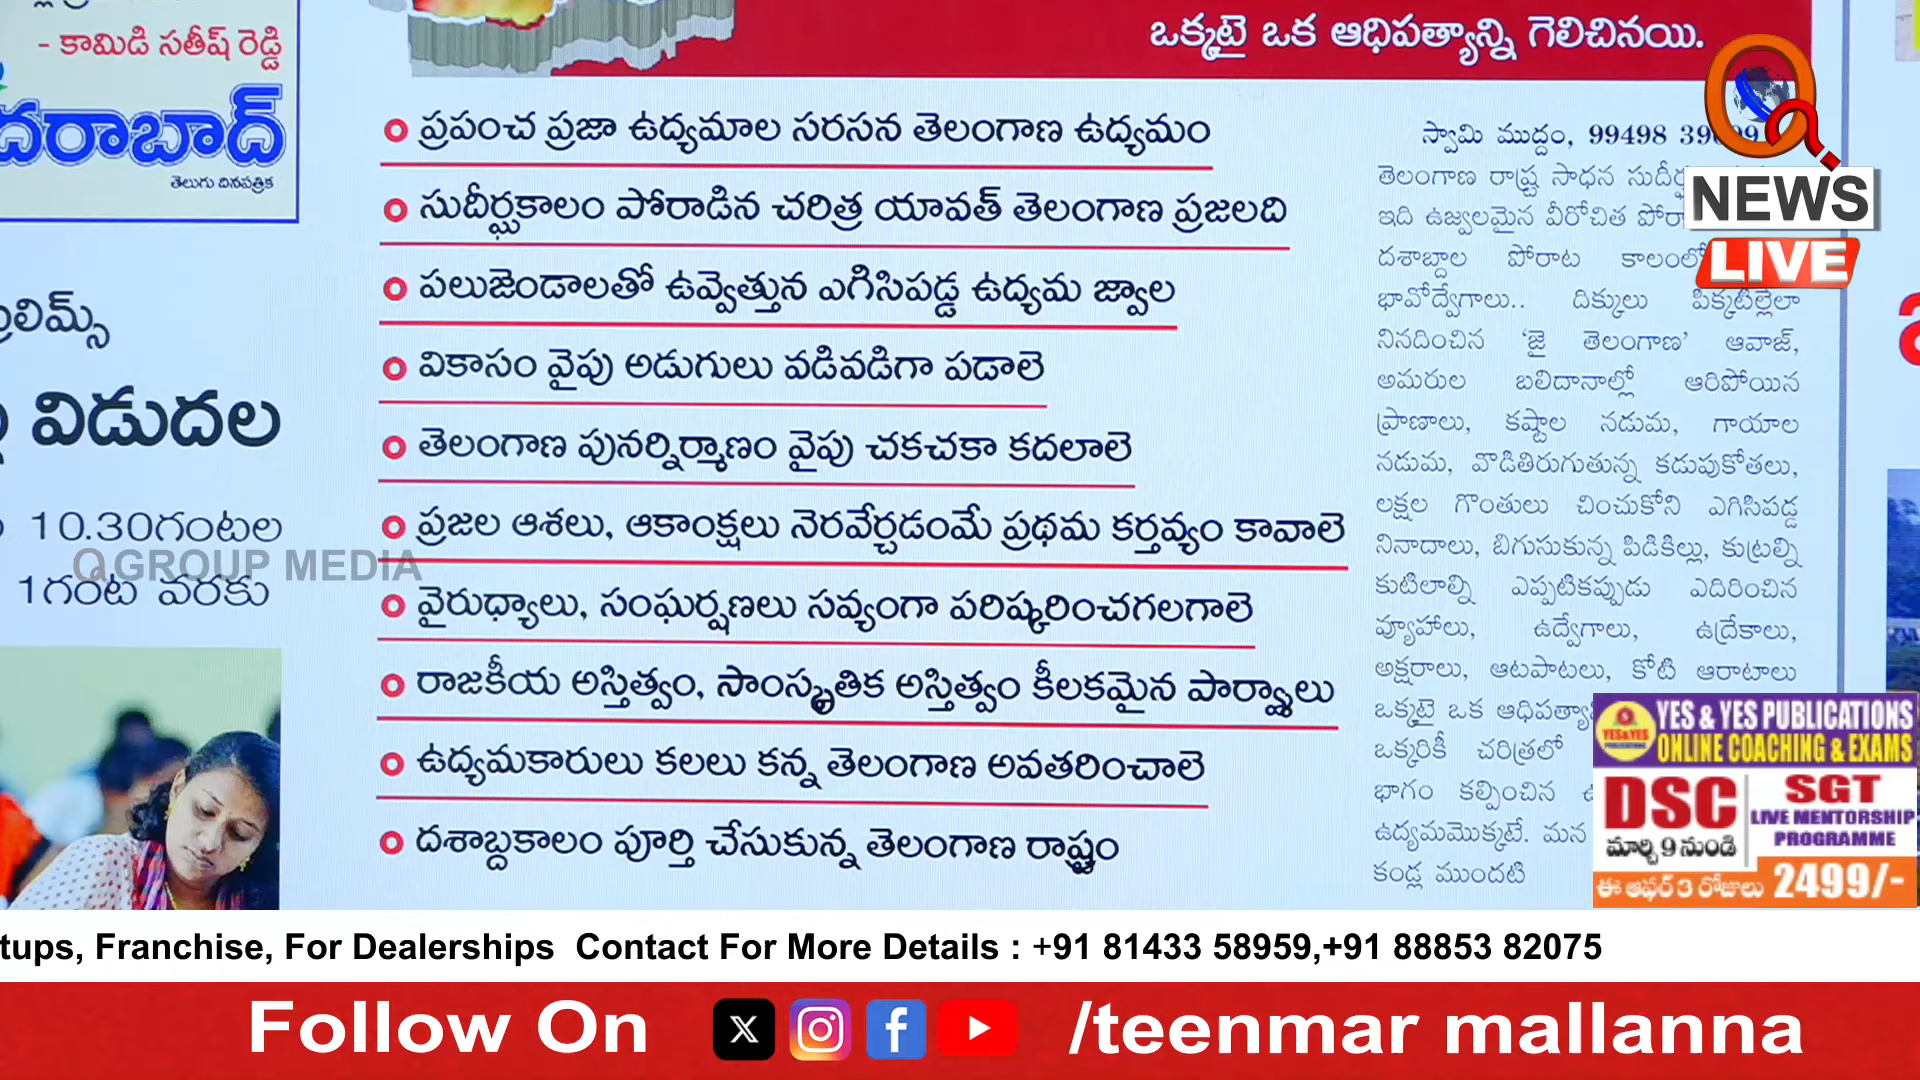 - కామిడి సతీష్ రెడ్డి
దరాబాద్
తెలుగు దినపత్రిక
విడుదల
10.30గంటల
1గంట వరకు
Q GROUP MEDIA
ఒక్కటై ఒక ఆధిపత్యాన్ని గెలిచినయి.
ప్రపంచ ప్రజా ఉద్యమాల సరసన తెలంగాణ ఉద్యమం
సుదీర్ఘకాలం పోరాడిన చరిత్ర యావత్ తెలంగాణ ప్రజలది
పలుజెండాలతో ఉవ్వెత్తున ఎగిసిపడ్డ ఉద్యమ జ్వాల
వికాసం వైపు అడుగులు వడివడిగా పడాలె
తెలంగాణ పునర్నిర్మాణం వైపు చకచకా కదలాలె
ప్రజల ఆశలు, ఆకాంక్షలు నెరవేర్చడంమే ప్రథమ కర్తవ్యం కావాలె
వైరుధ్యాలు, సంఘర్షణలు సవ్యంగా పరిష్కరించగలగాలె
రాజకీయ అస్తిత్వం, సాంస్కృతిక అస్తిత్వం కీలకమైన పార్శ్వాలు
ఉద్యమకారులు కలలు కన్న తెలంగాణ అవతరించాలె
దశాబ్దకాలం పూర్తి చేసుకున్న తెలంగాణ రాష్ట్రం
స్వామి ముద్దం, 99498
తెలంగాణ రాష్ట్ర సాధన
ఇది ఉజ్వలమైన వీరోచిత
దశాబ్దాల పోరాట కాలంలో
భావోద్వేగాలు.. దిక్కులు పిక్కటిల్లేలా
నినదించిన 'జై తెలంగాణ' ఆవాజ్,
అమరుల బలిదానాల్లో ఆరిపోయిన
ప్రాణాలు, కష్టాల నడుమ, గాయాల
నడుమ, వొడితిరుగుతున్న కడుపుకోతలు,
లక్షల గొంతులు చించుకోని ఎగిసిపడ్డ
నినాదాలు, బిగుసుకున్న పిడికిల్లు, కుట్రల్ని
కుటిలాల్ని ఎప్పటికప్పుడు ఎదిరించిన
వ్యూహాలు, ఉద్వేగాలు, ఉద్రేకాలు,
అక్షరాలు, ఆటపాటలు, కోటి ఆరాటాలు
ఒక్కటై ఒక
ఒక్కరికీ చరిత్రలో
భాగం కల్పించిన
ఉద్యమమొక్కటే. మన
కండ్ల ముందటి
Q
NEWS
LIVE
YES & YES PUBLICATIONS
ONLINE COACHING & EXAMS
DSC
మార్చి 9 నుండి
SGT
LIVE MENTORSHIP
PROGRAMME
ఈ ఆఫర్ 3 రోజులు 2499/-
tups, Franchise, For Dealerships Contact For More Details : +91 81433 58959,+91 88853 82075
Follow On /teenmar mallanna